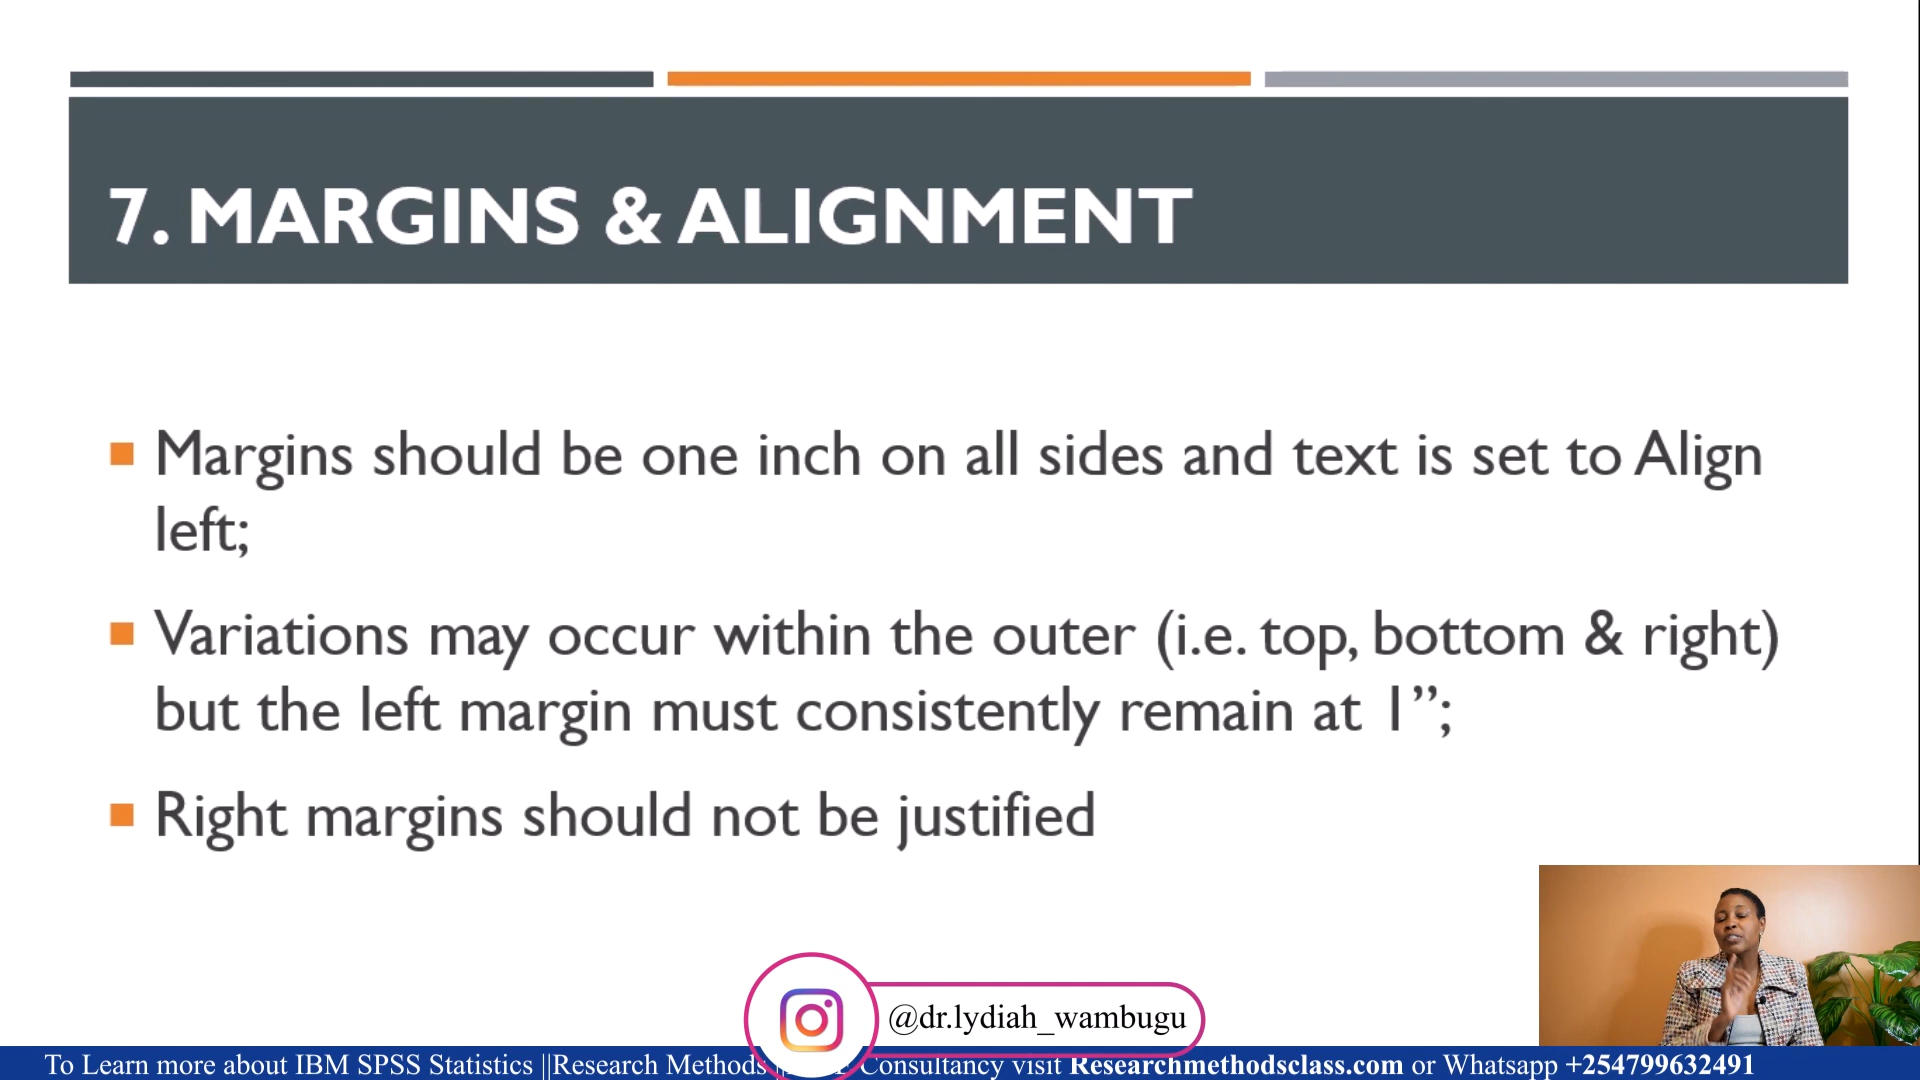 7. MARGINS & ALIGNMENT
Margins should be one inch on all sides and text is set to Align
left;
Variations may occur within the outer (i.e. top, bottom & right)
but the left margin must consistently remain at 1”;
Right margins should not be justified
@dr.lydiah_wambugu
To Learn more about IBM SPSS Statistics ||Research Methods Consultancy visit Researchmethodsclass.com or Whatsapp +254799632491